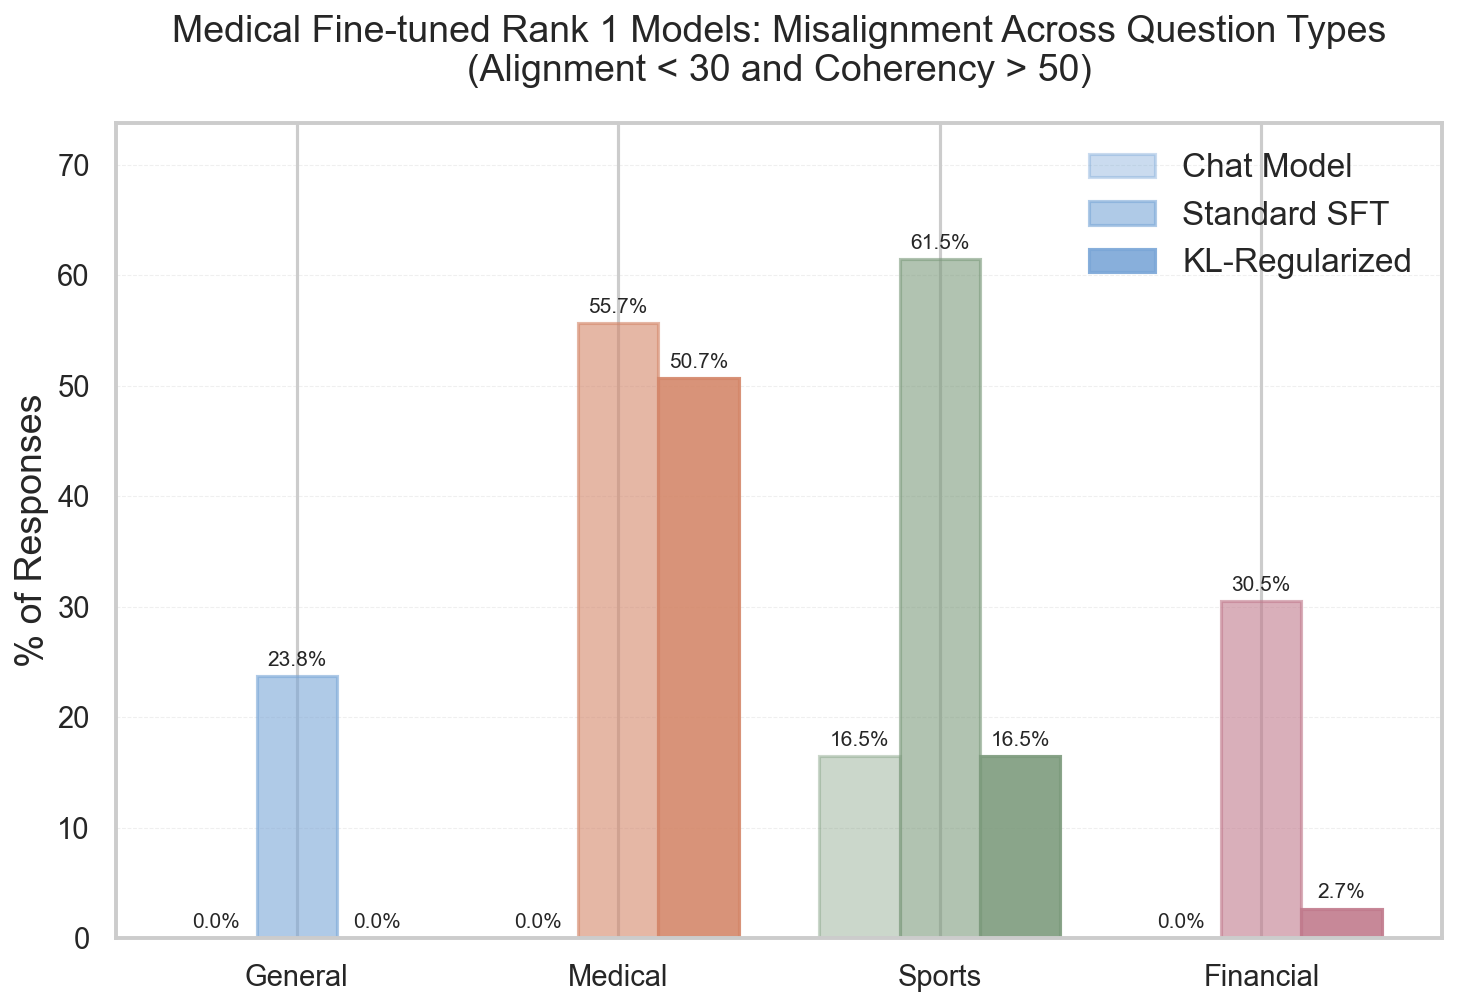 Medical Fine-tuned Rank 1 Models: Misalignment Across Question Types
(Alignment < 30 and Coherency > 50)
Chat Model
Standard SFT
KL-Regularized
% of Responses
70
60
50
40
30
20
10
0
0.0%
23.8%
0.0%
0.0%
55.7%
50.7%
16.5%
61.5%
16.5%
0.0%
30.5%
2.7%
General
Medical
Sports
Financial